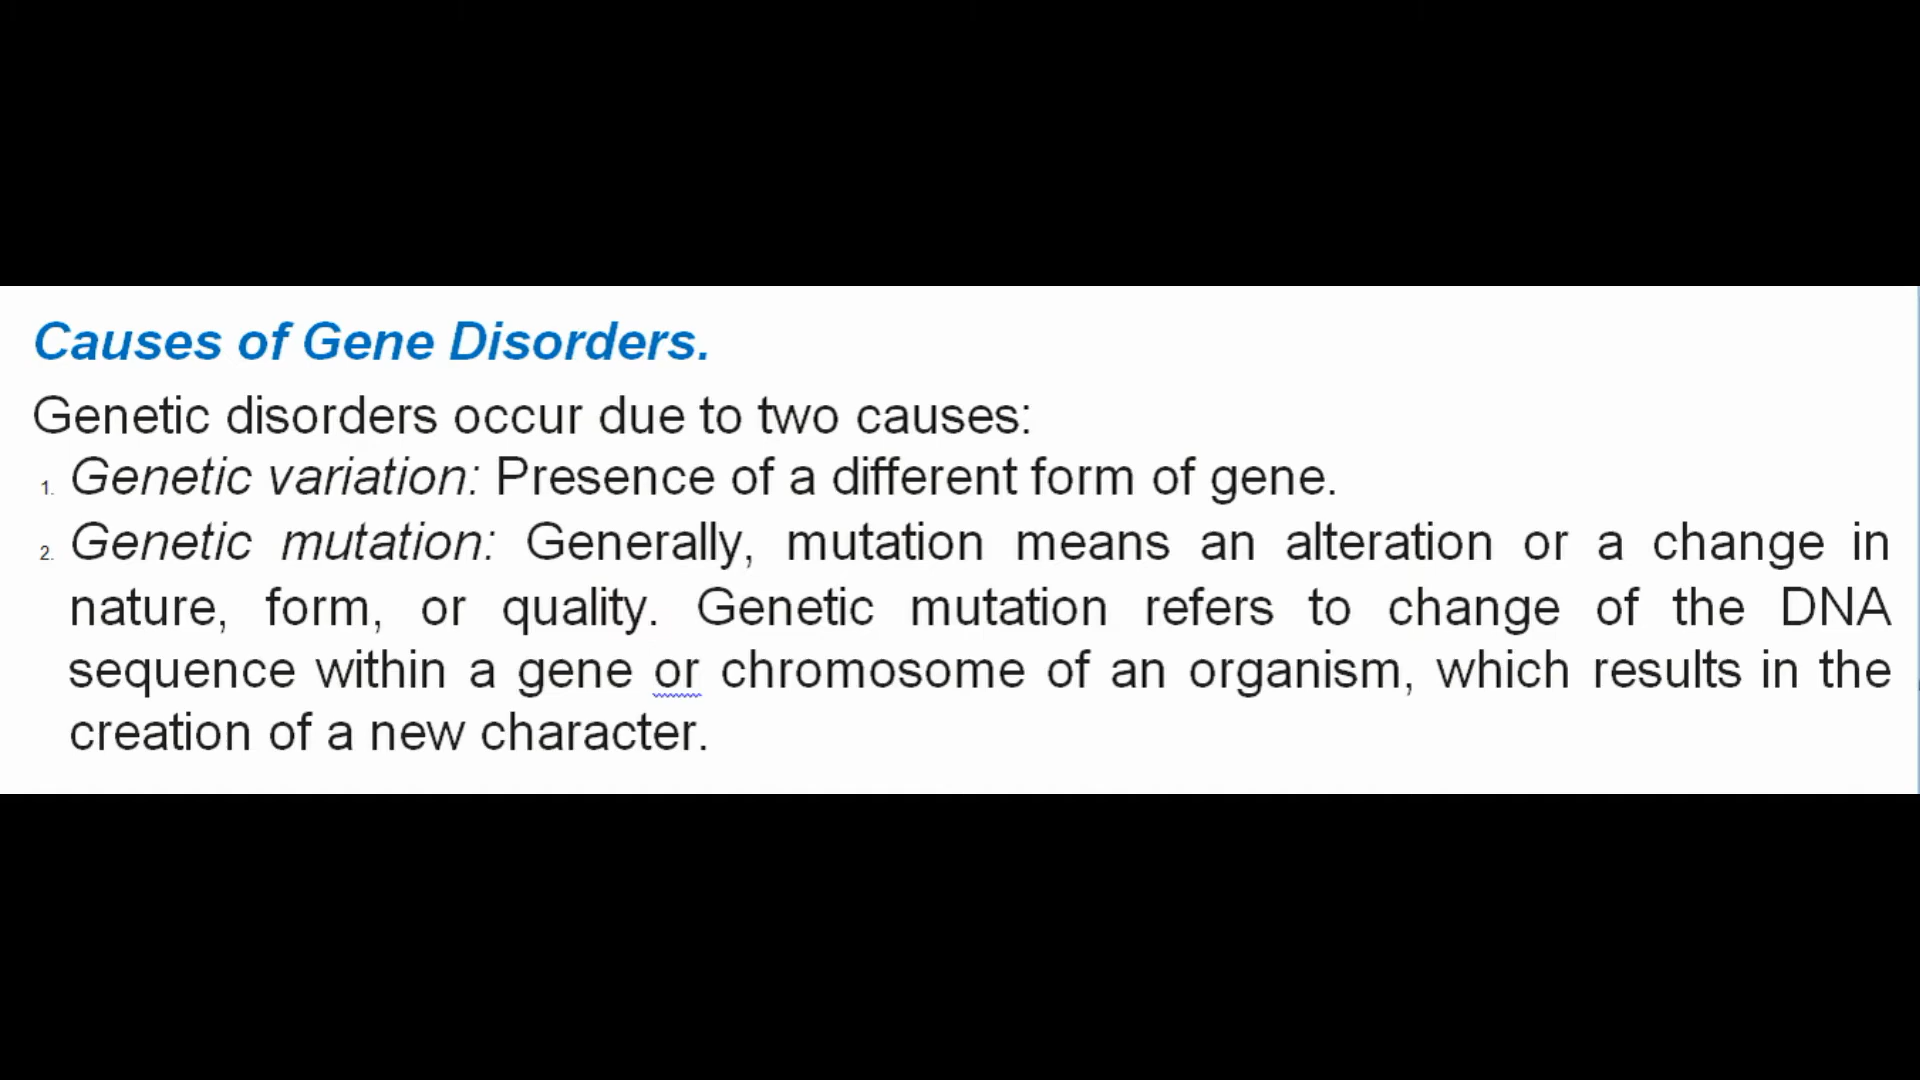 Causes of Gene Disorders.
Genetic disorders occur due to two causes:
1. Genetic variation: Presence of a different form of gene.
2. Genetic mutation: Generally, mutation means an alteration or a change in
nature, form, or quality. Genetic mutation refers to change of the DNA
sequence within a gene or chromosome of an organism, which results in the
creation of a new character.